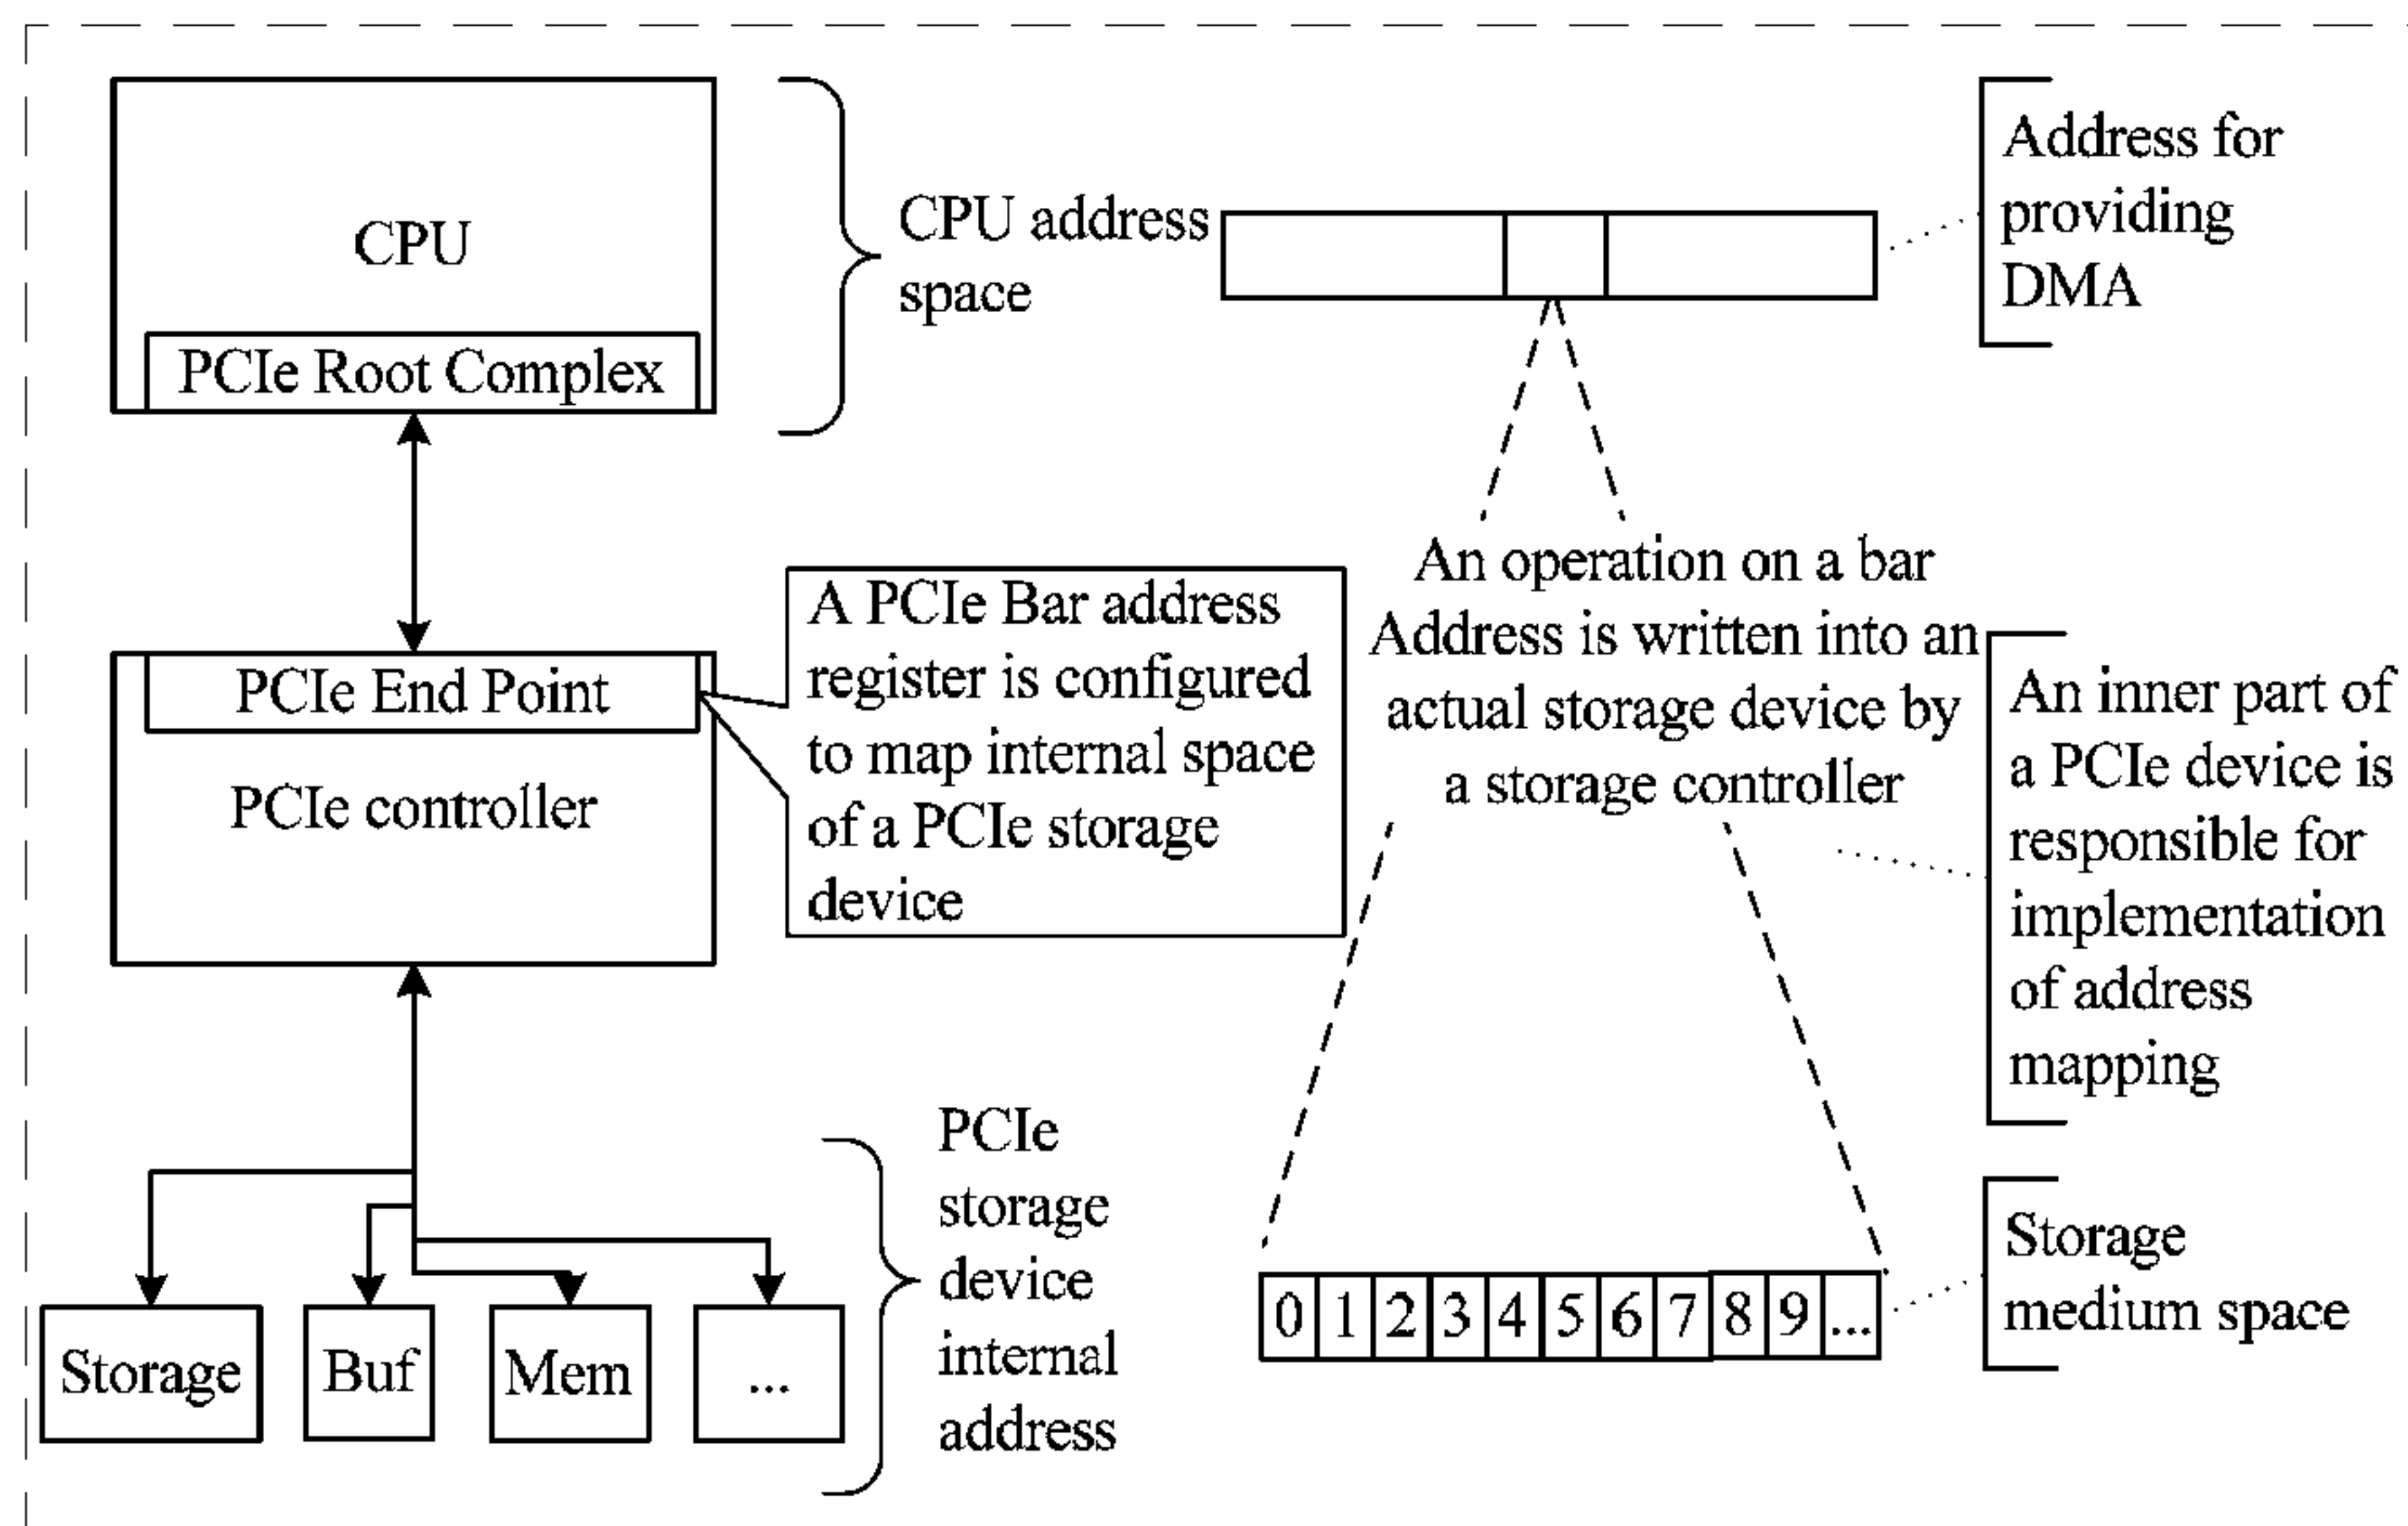 CPU
PCIe Root Complex
CPU address
space
Address for
providing
DMA
PCIe End Point
PCIe controller
A PCIe Bar address
register is configured
to map internal space
of a PCIe storage
device
An operation on a bar
Address is written into an
actual storage device by
a storage controller
An inner part of
a PCIe device is
responsible for
implementation
of address
mapping
Storage
Buf
Mem
...
PCIe
storage
device
internal
address
0 1 2 3 4 5 6 7 8 9 ...
Storage
medium space